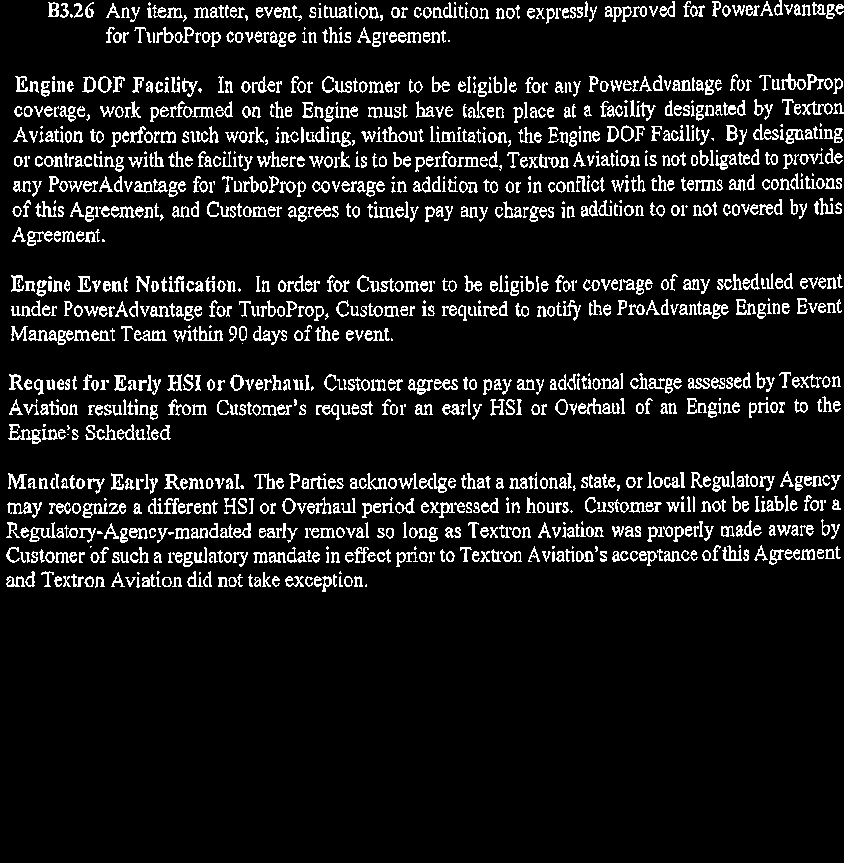 B3.26 Any item, matter, event, situation, or condition not expressly approved for PowerAdvantage
for TurboProp coverage in this Agreement.
Engine DOF Facility. In order for Customer to be eligible for any PowerAdvantage for TurboProp
coverage, work performed on the Engine must have taken place at a facility designated by Textron
Aviation to perform such work, including, without limitation, the Engine DOF Facility. By designating
or contracting with the facility where work is to be performed, Textron Aviation is not obligated to provide
any PowerAdvantage for TurboProp coverage in addition to or in conflict with the terms and conditions
of this Agreement, and Customer agrees to timely pay any charges in addition to or not covered by this
Agreement.
Engine Event Notification. In order for Customer to be eligible for coverage of any scheduled event
under PowerAdvantage for TurboProp, Customer is required to notify the ProAdvantage Engine Event
Management Team within 90 days of the event.
Request for Early HSI or Overhaul. Customer agrees to pay any additional charge assessed by Textron
Aviation resulting from Customer's request for an early HSI or Overhaul of an Engine prior to the
Engine's Scheduled
Mandatory Early Removal. The Parties acknowledge that a national, state, or local Regulatory Agency
may recognize a different HSI or Overhaul period expressed in hours. Customer will not be liable for a
Regulatory-Agency-mandated early removal so long as Textron Aviation was properly made aware by
Customer of such a regulatory mandate in effect prior to Textron Aviation's acceptance of this Agreement
and Textron Aviation did not take exception.